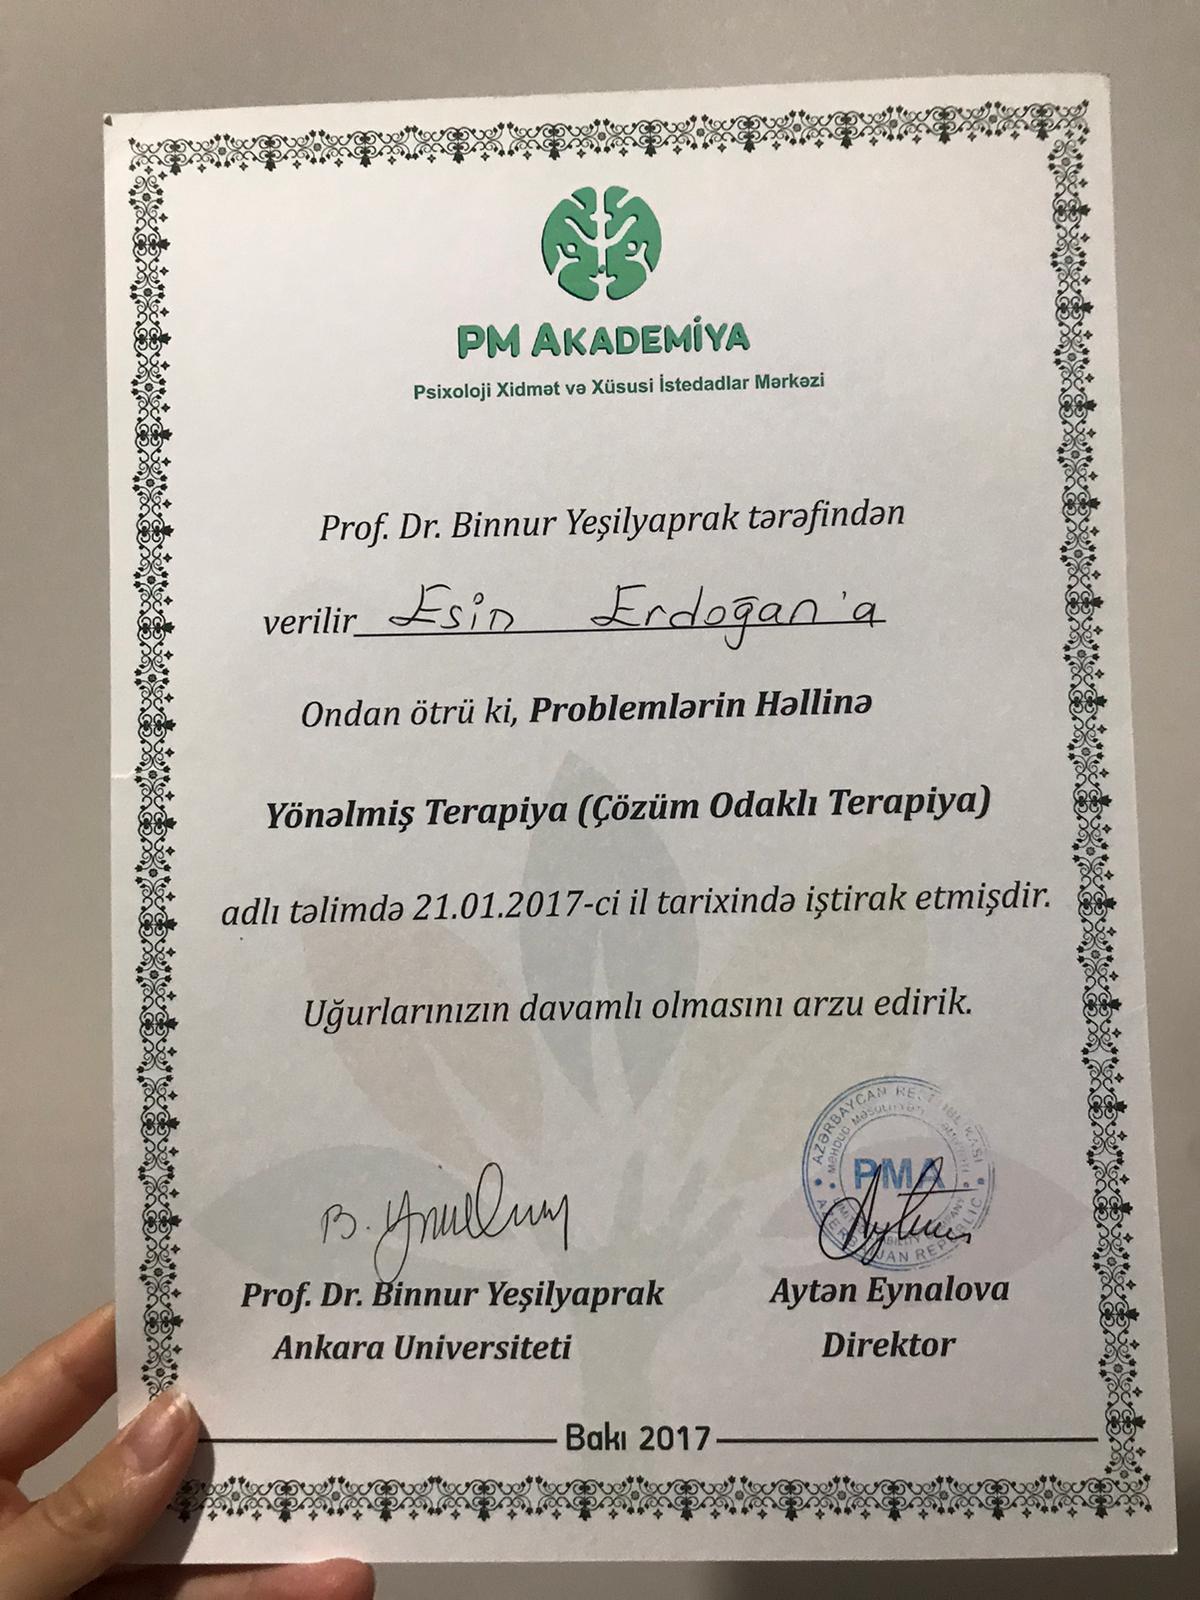 PM AKADEMİYA
Psixoloji Xidmət və Xüsusi İstedadlar Mərkəzi
Prof. Dr. Binnur Yeşilyaprak tərəfindən
verilir Esin Erdoğan'a
Ondan ötrü ki, Problemlərin Həllinə
Yönəlmiş Terapiya (Çözüm Odaklı Terapiya)
adlı təlimdə 21.01.2017-ci il tarixində iştirak etmişdir.
Uğurlarınızın davamlı olmasını arzu edirik.
AZƏRBAYCAN
PMA
Prof. Dr. Binnur Yeşilyaprak
Ankara Universiteti
Aytən Eynalova
Direktor
Bakı 2017